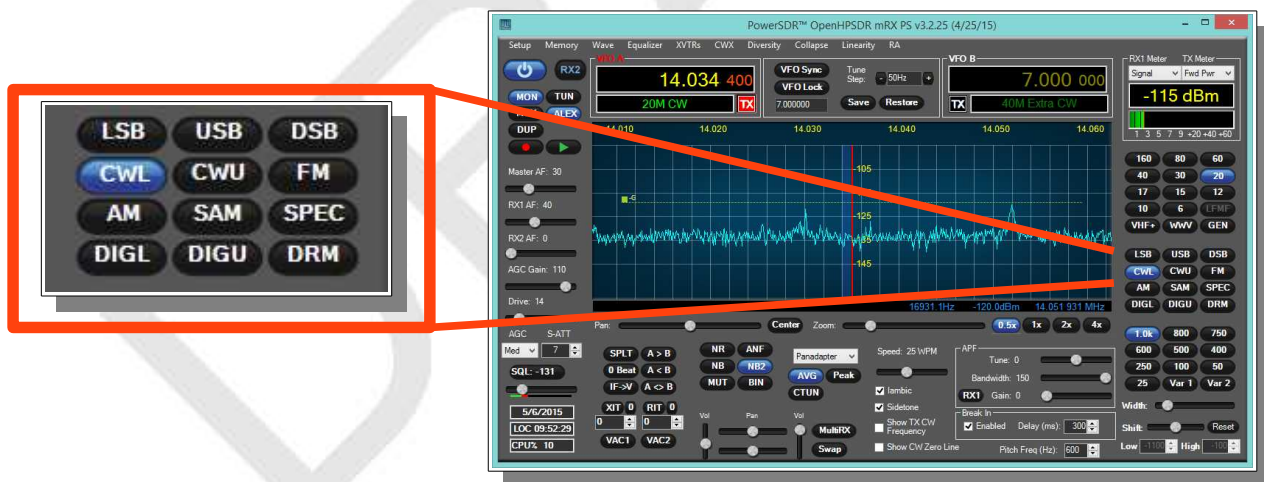 PowerSDR™ OpenHPSDR mRX PS v3.2.25 (4/25/15)
Setup Memory Wave Equalizer XVTRs CWX Diversity Collapse Linearity RA
RX2
MON TUN
ALEX
DUP
VFO A
14.034 400
20M CW TX
VFO Sync
VFO Lock
7.000000
Tune Step: - 50Hz +
Save Restore
VFO B
7.000 000
TX 40M Extra CW
RX1 Meter TX Meter
Signal Fwd Pwr
-115 dBm
1 3 5 7 9 +20 +40 +60
LSB USB DSB
CWL CWU FM
AM SAM SPEC
DIGL DIGU DRM
14.010 14.020 14.030 14.040 14.050 14.060
-105
-G
-125
-135
-145
16931.1Hz -120.0dBm 14.051 931 MHz
Master AF: 30
RX1 AF: 40
RX2 AF: 0
AGC Gain: 110
Drive: 14
AGC S-ATT
Med 7
SQL: -131
5/6/2015
LOC 09:52:29
CPU% 10
160 80 60
40 30 20
17 15 12
10 6 LFMF
VHF+ WWV GEN
LSB USB DSB
CWL CWU FM
AM SAM SPEC
DIGL DIGU DRM
1.0k 800 750
600 500 400
250 100 50
25 Var 1 Var 2
Width:
Shift: Reset
Low -1100 High -100
Pan: Center Zoom: 0.5x 1x 2x 4x
SPLT A > B
0 Beat A < B
IF->V A <> B
XIT 0 RIT 0
0 0
VAC1 VAC2
NR ANF
NB NB2
MUT BIN
Panadapter
AVG Peak
CTUN
Vol Pan Vol
MultiRX
Swap
Speed: 25 WPM
Iambic
Sidetone
Show TX CW
Frequency
Show CW Zero Line
APF
Tune: 0
Bandwidth: 150
RX1 Gain: 0
Break In
Enabled Delay (ms): 300
Pitch Freq (Hz): 600